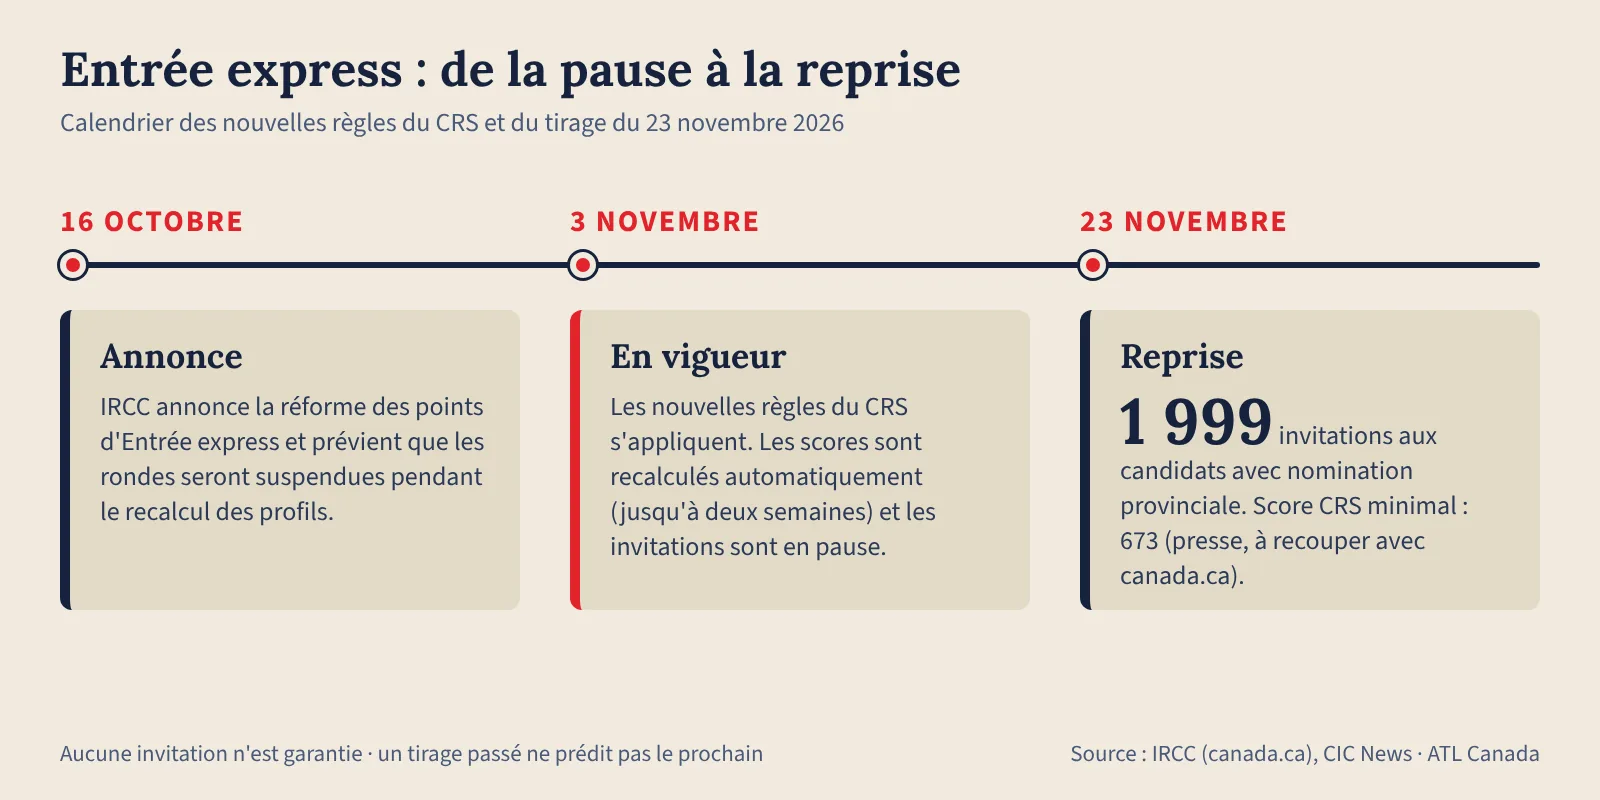 Entrée express : de la pause à la reprise
Calendrier des nouvelles règles du CRS et du tirage du 23 novembre 2026
16 OCTOBRE
Annonce
IRCC annonce la réforme des points
d'Entrée express et prévient que les
rondes seront suspendues pendant
le recalcul des profils.
3 NOVEMBRE
En vigueur
Les nouvelles règles du CRS
s'appliquent. Les scores sont
recalculés automatiquement
(jusqu'à deux semaines) et les
invitations sont en pause.
23 NOVEMBRE
Reprise
1 999 invitations aux
candidats avec nomination
provinciale. Score CRS minimal :
673 (presse, à recouper avec
canada.ca).
Aucune invitation n'est garantie · un tirage passé ne prédit pas le prochain
Source : IRCC (canada.ca), CIC News · ATL Canada